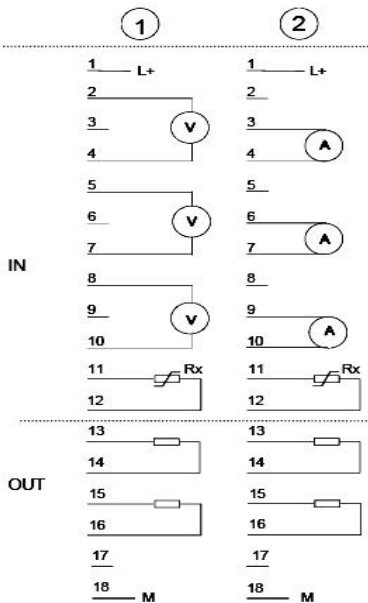 1 2
1 L+ 1 L+
2 2
V
3 3
4 A 4
5 5
V
6 6
A
7 7
IN
8 8
V
9 9
A
10 10
11 Rx 11 Rx
12 12
13 13
14 14
OUT
15 15
16 16
17 17
18 M 18 M